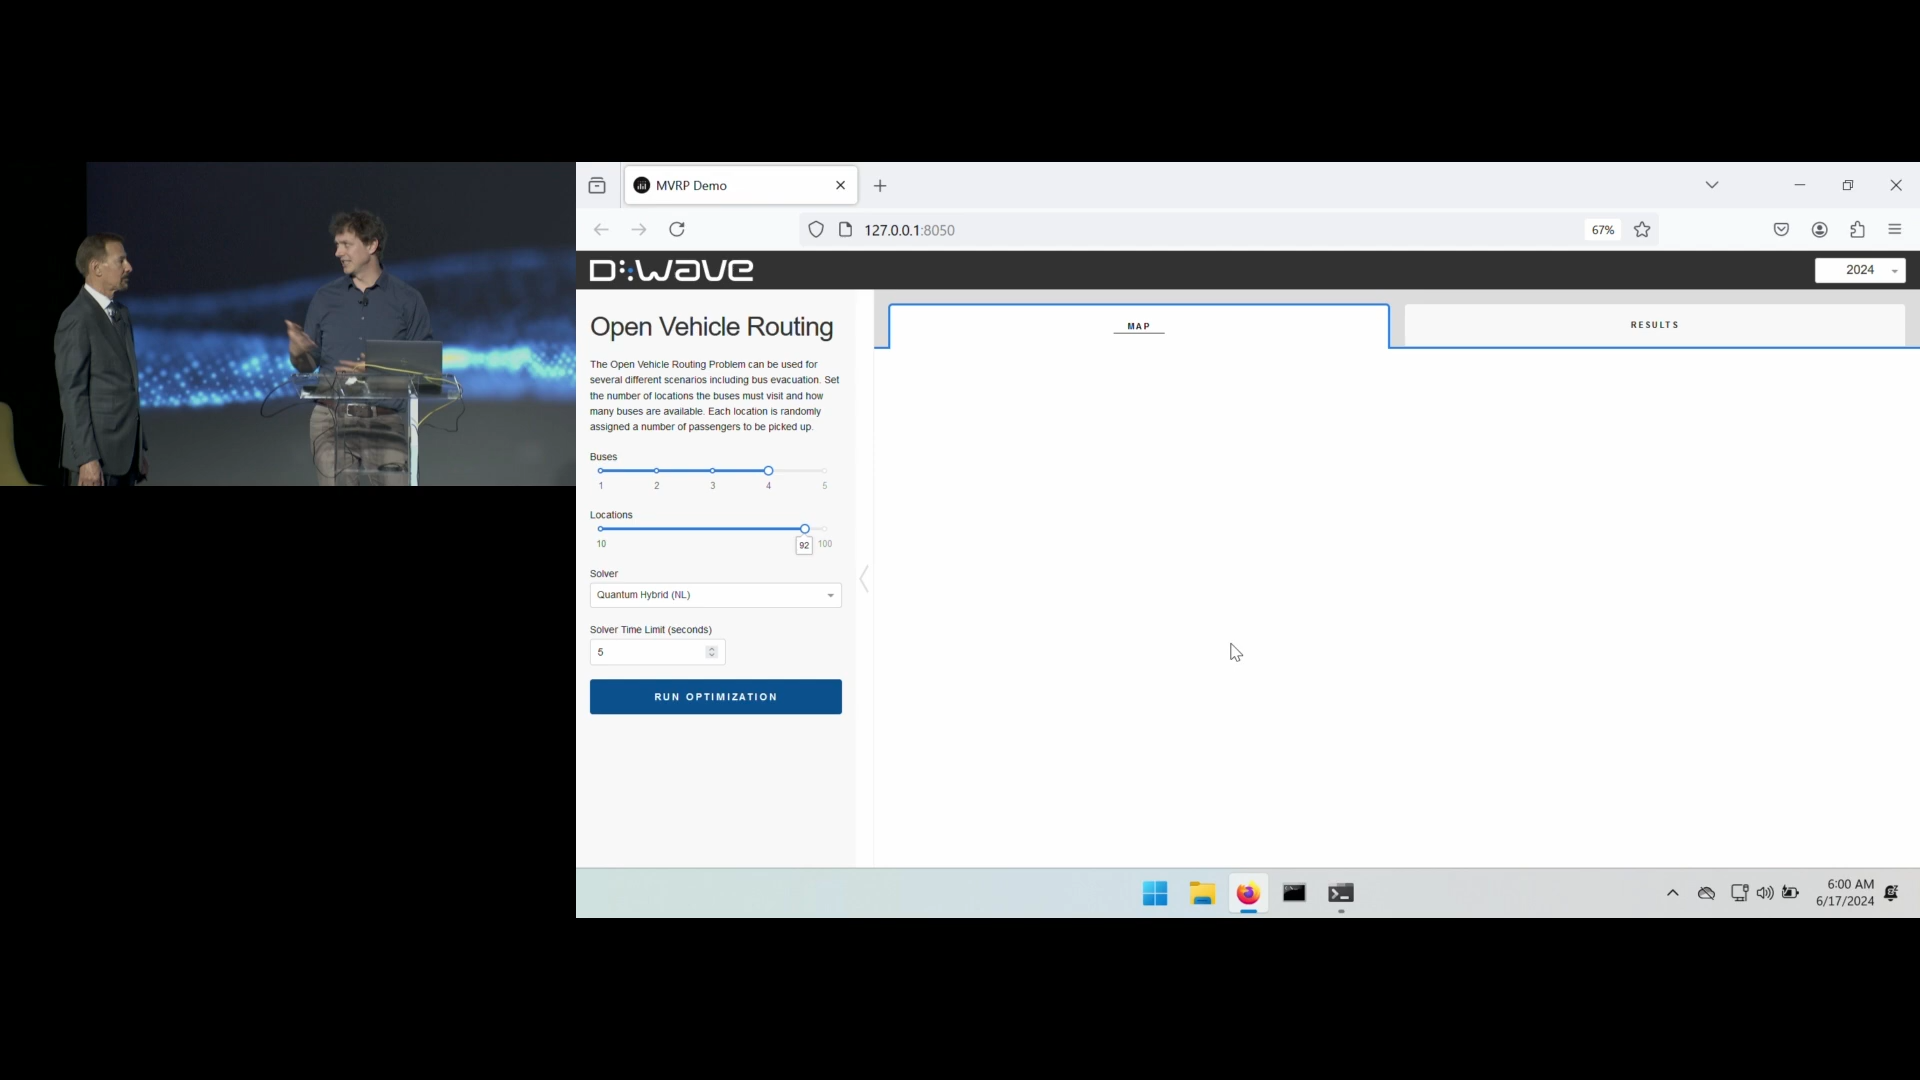 MVRP Demo
127.0.0.1:8050
67%
D:Wave
2024
Open Vehicle Routing
The Open Vehicle Routing Problem can be used for
several different scenarios including bus evacuation. Set
the number of locations the buses must visit and how
many buses are available. Each location is randomly
assigned a number of passengers to be picked up.
Buses
1 2 3 4 5
Locations
10 92 100
Solver
Quantum Hybrid (NL)
Solver Time Limit (seconds)
5
RUN OPTIMIZATION
MAP
RESULTS
6:00 AM
6/17/2024